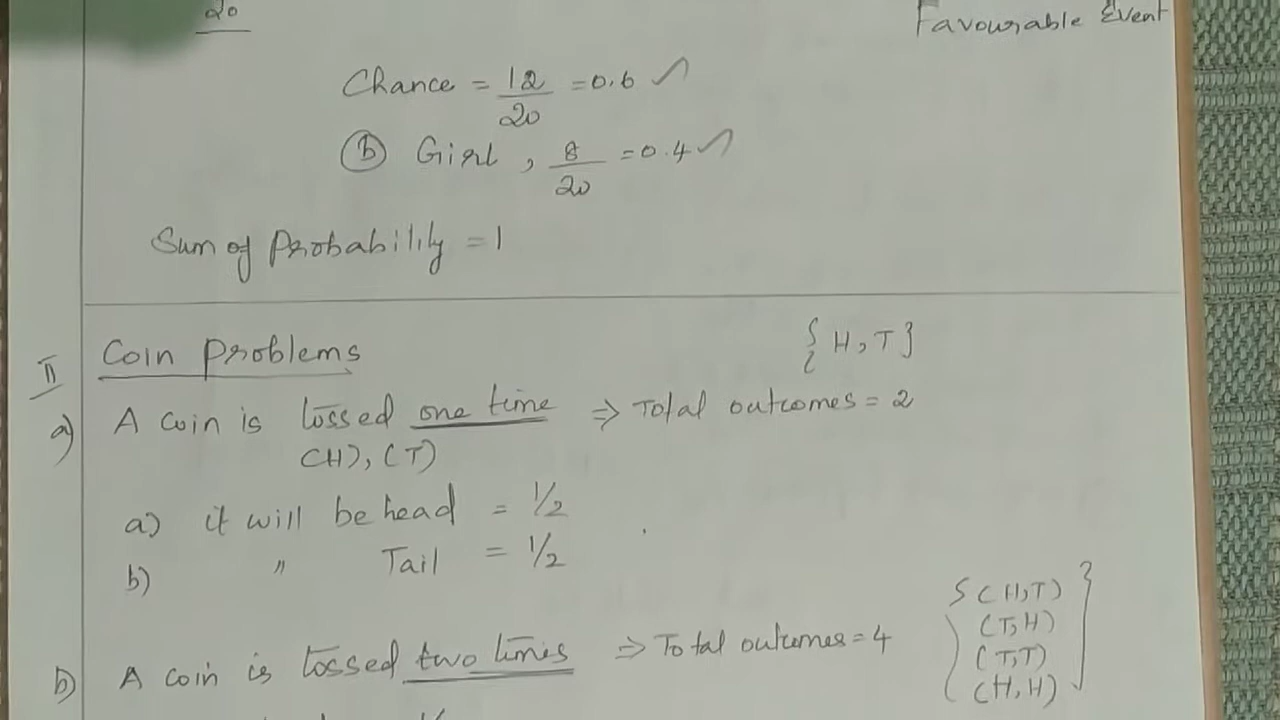 20
Favourable Event
Chance = 12/20 = 0.6
(b) Girl, 8/20 = 0.4
Sum of Probability = 1
II Coin Problems
{H, T}
a) A coin is tossed one time ⇒ Total outcomes = 2
(H), (T)
a) it will be head = 1/2
b) " Tail = 1/2
b) A coin is tossed two times ⇒ Total outcomes = 4
{(H,T)
(T,H)
(T,T)
(H,H)}